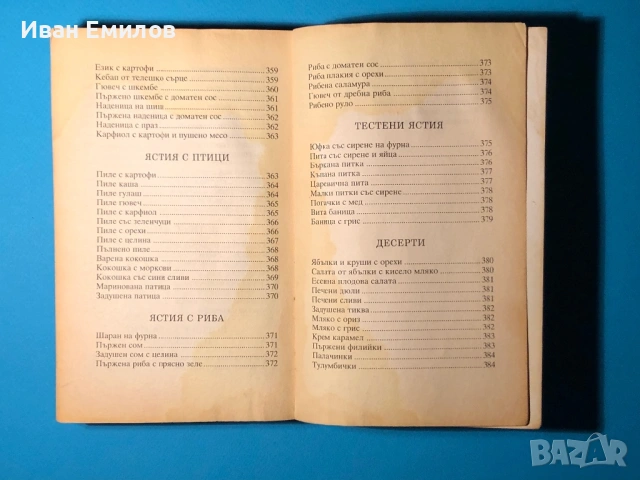 Иван Емилов
Език с картофи 359
Кебап от телешко сърце 359
Гювеч с шкембе 360
Пържено шкембе с доматен сос 361
Наденица на шиш 361
Пържена наденица с доматен сос 362
Наденица с праз 362
Карфиол с картофи и пушено месо 363
ЯСТИЯ С ПТИЦИ
Пиле с картофи 363
Пиле каша 364
Пиле гулаш 364
Пиле гювеч 365
Пиле с карфиол 365
Пиле със зеленчуци 366
Пиле с орехи 366
Пиле с целина 367
Пълнено пиле 368
Варена кокошка 368
Кокошка с моркови 368
Кокошка със сини сливи 369
Маринована патица 370
Задушена патица 370
ЯСТИЯ С РИБА
Шаран на фурна 371
Пържен сом 371
Задушен сом с целина 372
Пържена риба с прясно зеле 372
Риба с доматен сос 373
Риба плакия с орехи 373
Рибена саламура 374
Гювеч от дребна риба 374
Рибено руло 375
ТЕСТЕНИ ЯСТИЯ
Юфка със сирене на фурна 375
Пита със сирене и яйца 376
Бъркана питка 376
Къпана питка 377
Царевична пита 377
Малки питки със сирене 378
Погачки с мед 378
Вита баница 378
Баница с грис 379
ДЕСЕРТИ
Ябълки и круши с орехи 380
Салата от ябълки с кисело мляко 380
Есенна плодова салата 381
Печени дюли 381
Печени сливи 381
Задушена тиква 382
Мляко с ориз 382
Мляко с грис 382
Крем карамел 383
Пържени филийки 383
Палачинки 384
Тулумбички 384
BAZAR